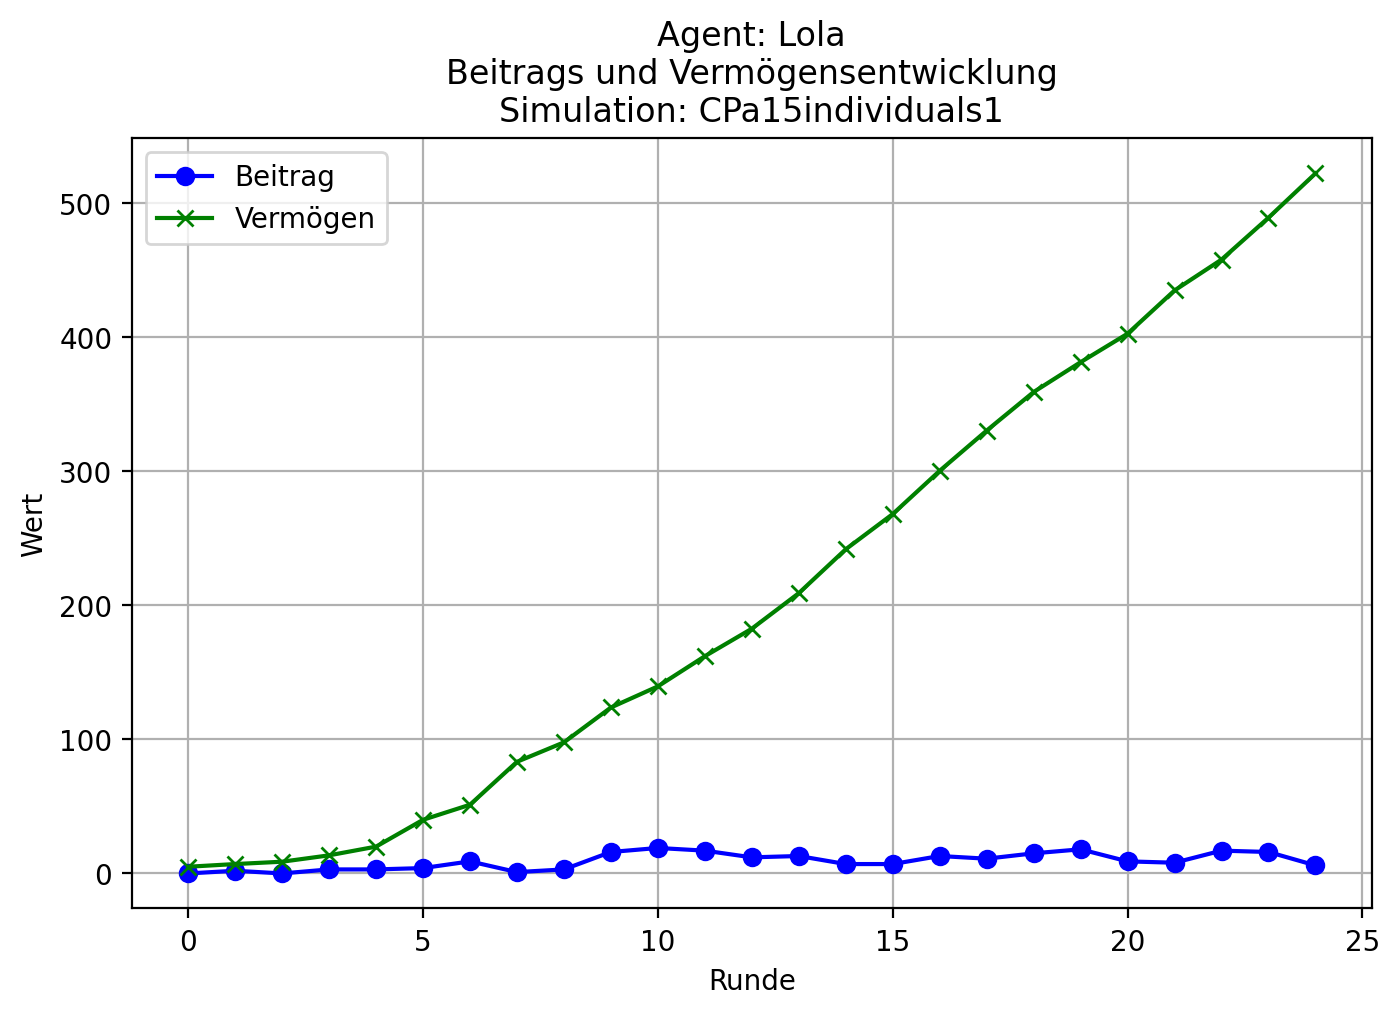 Agent: Lola
Beitrags und Vermögensentwicklung
Simulation: CPa15individuals1
Beitrag
Vermögen
500
400
300
200
100
0
Wert
0 5 10 15 20 25
Runde